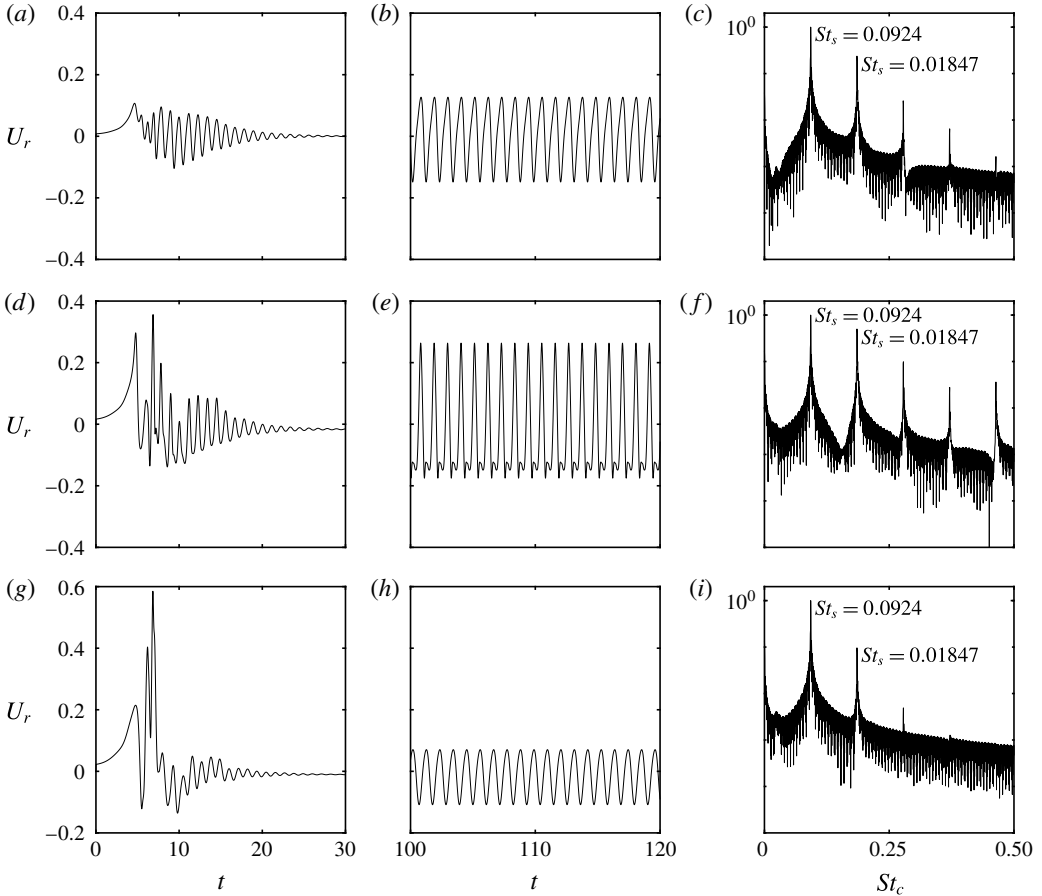 (a) (b) (c)
0.4
0.2
0
−0.2
−0.4
U_r
10^0
St_s = 0.0924
St_s = 0.01847
(d) (e) (f)
0.4
0.2
0
−0.2
−0.4
U_r
10^0
St_s = 0.0924
St_s = 0.01847
(g) (h) (i)
0.6
0.4
0.2
0
−0.2
U_r
10^0
St_s = 0.0924
St_s = 0.01847
0 10 20 30 100 110 120 0 0.25 0.50
t t St_c